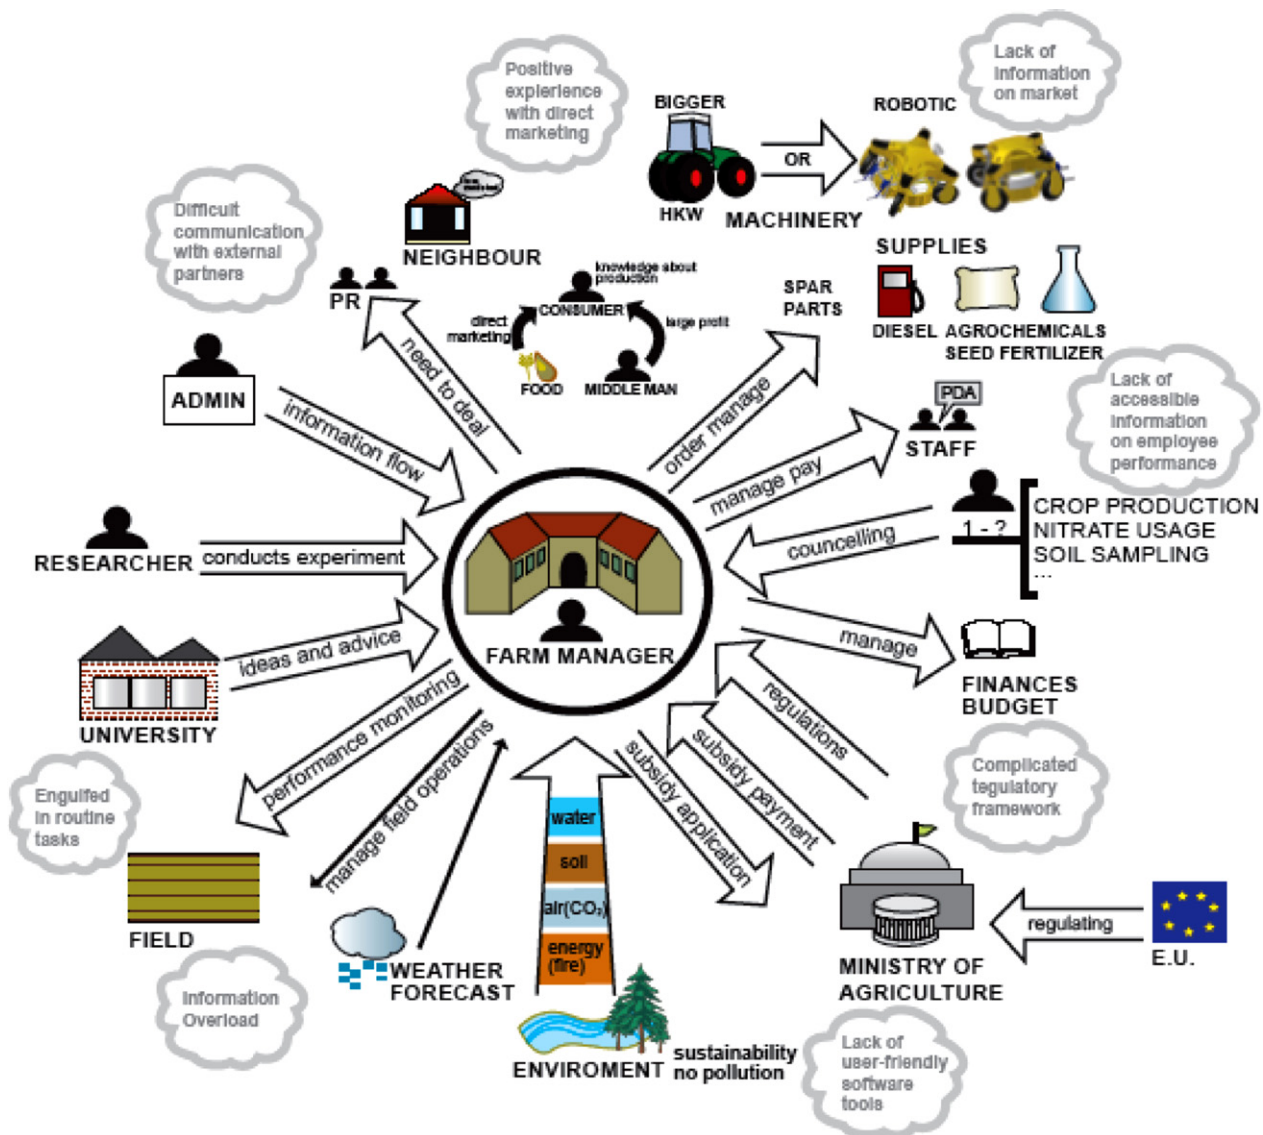 Positive
explerience
with direct
marketing
Lack of
information
on market
BIGGER
ROBOTIC
OR
HKW
MACHINERY
Difficult
communication
with external
partners
NEIGHBOUR
PR
knowledge about
production
CONSUMER
direct
marketing
large profit
FOOD
MIDDLE MAN
SPAR
PARTS
SUPPLIES
DIESEL AGROCHEMICALS
SEED FERTILIZER
ADMIN
information flow
need to deal
order manage
manage pay
PDA
STAFF
Lack of
accessible
information
on employee
performance
RESEARCHER
conducts experiment
councelling
1 - ?
CROP PRODUCTION
NITRATE USAGE
SOIL SAMPLING
...
FARM MANAGER
UNIVERSITY
ideas and advice
manage
FINANCES
BUDGET
performance monitoring
manage field operations
regulations
subsidy payment
subsidy application
Engulfed
in routine
tasks
Complicated
tegulatory
framework
FIELD
Information
Overload
WEATHER
FORECAST
water
soil
air(CO₂)
energy
(fire)
ENVIROMENT
sustainability
no pollution
MINISTRY OF
AGRICULTURE
regulating
E.U.
Lack of
user-friendly
software
tools